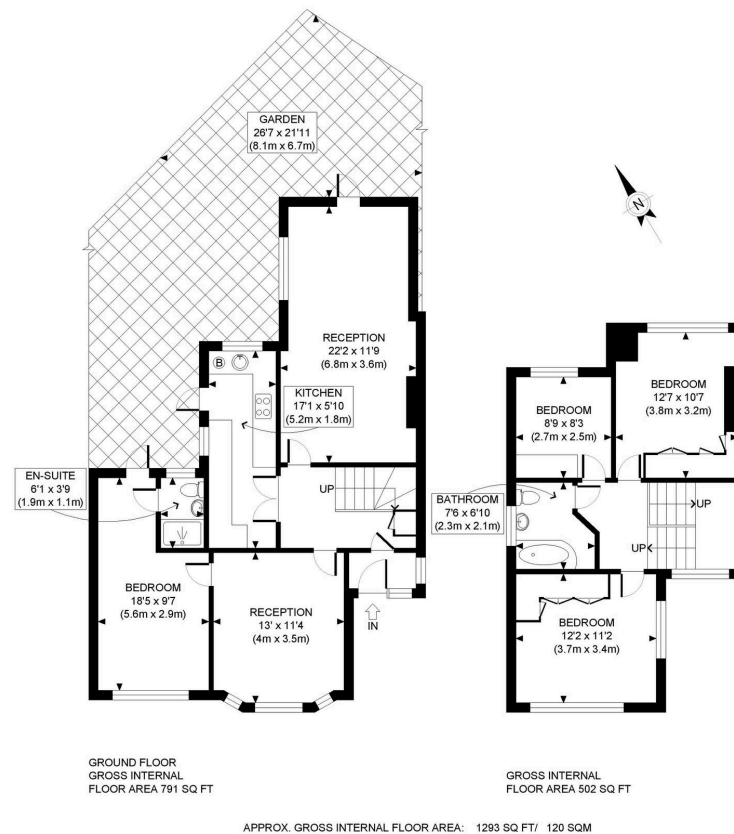 GARDEN
26'7 x 21'11
(8.1m x 6.7m)
N
RECEPTION
22'2 x 11'9
(6.8m x 3.6m)
B
KITCHEN
17'1 x 5'10
(5.2m x 1.8m)
EN-SUITE
6'1 x 3'9
(1.9m x 1.1m)
UP
BEDROOM
18'5 x 9'7
(5.6m x 2.9m)
RECEPTION
13' x 11'4
(4m x 3.5m)
IN
BEDROOM
12'7 x 10'7
(3.8m x 3.2m)
BEDROOM
8'9 x 8'3
(2.7m x 2.5m)
BATHROOM
7'6 x 6'10
(2.3m x 2.1m)
UP
UP
BEDROOM
12'2 x 11'2
(3.7m x 3.4m)
GROUND FLOOR
GROSS INTERNAL
FLOOR AREA 791 SQ FT
GROSS INTERNAL
FLOOR AREA 502 SQ FT
APPROX. GROSS INTERNAL FLOOR AREA: 1293 SQ FT/ 120 SQM